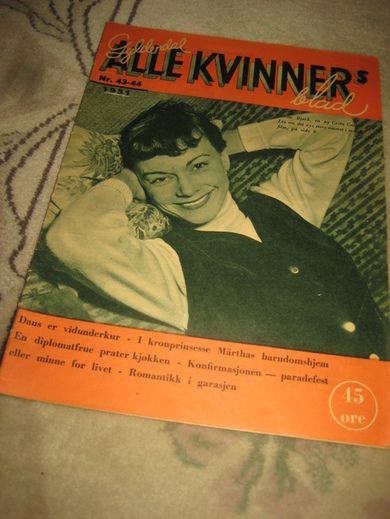 Gyldendal
ALLE KVINNERs
blad
Nr. 43-44
1951
Dans er vidunderkur - I kronprinsesse Märthas barndomshjem
En diplomatfrue prater kjøkken - Konfirmasjonen — paradefest
eller minne for livet - Romantikk i garasjen
45
øre